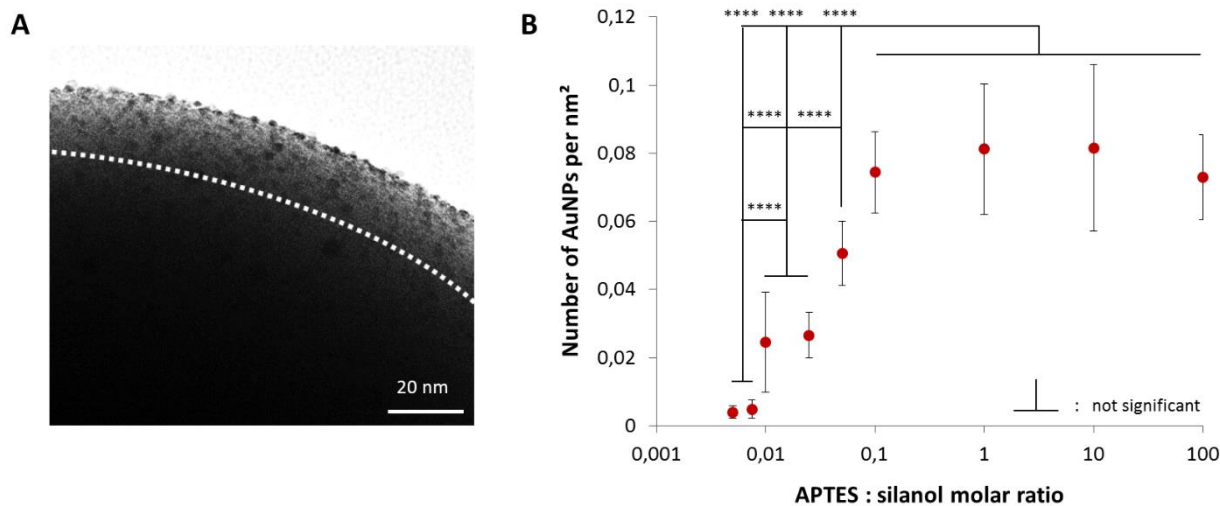 A
20 nm
B
Number of AuNPs per nm²
0,12
0,1
0,08
0,06
0,04
0,02
0
**** **** ****
**** ****
****
: not significant
0,001 0,01 0,1 1 10 100
APTES : silanol molar ratio